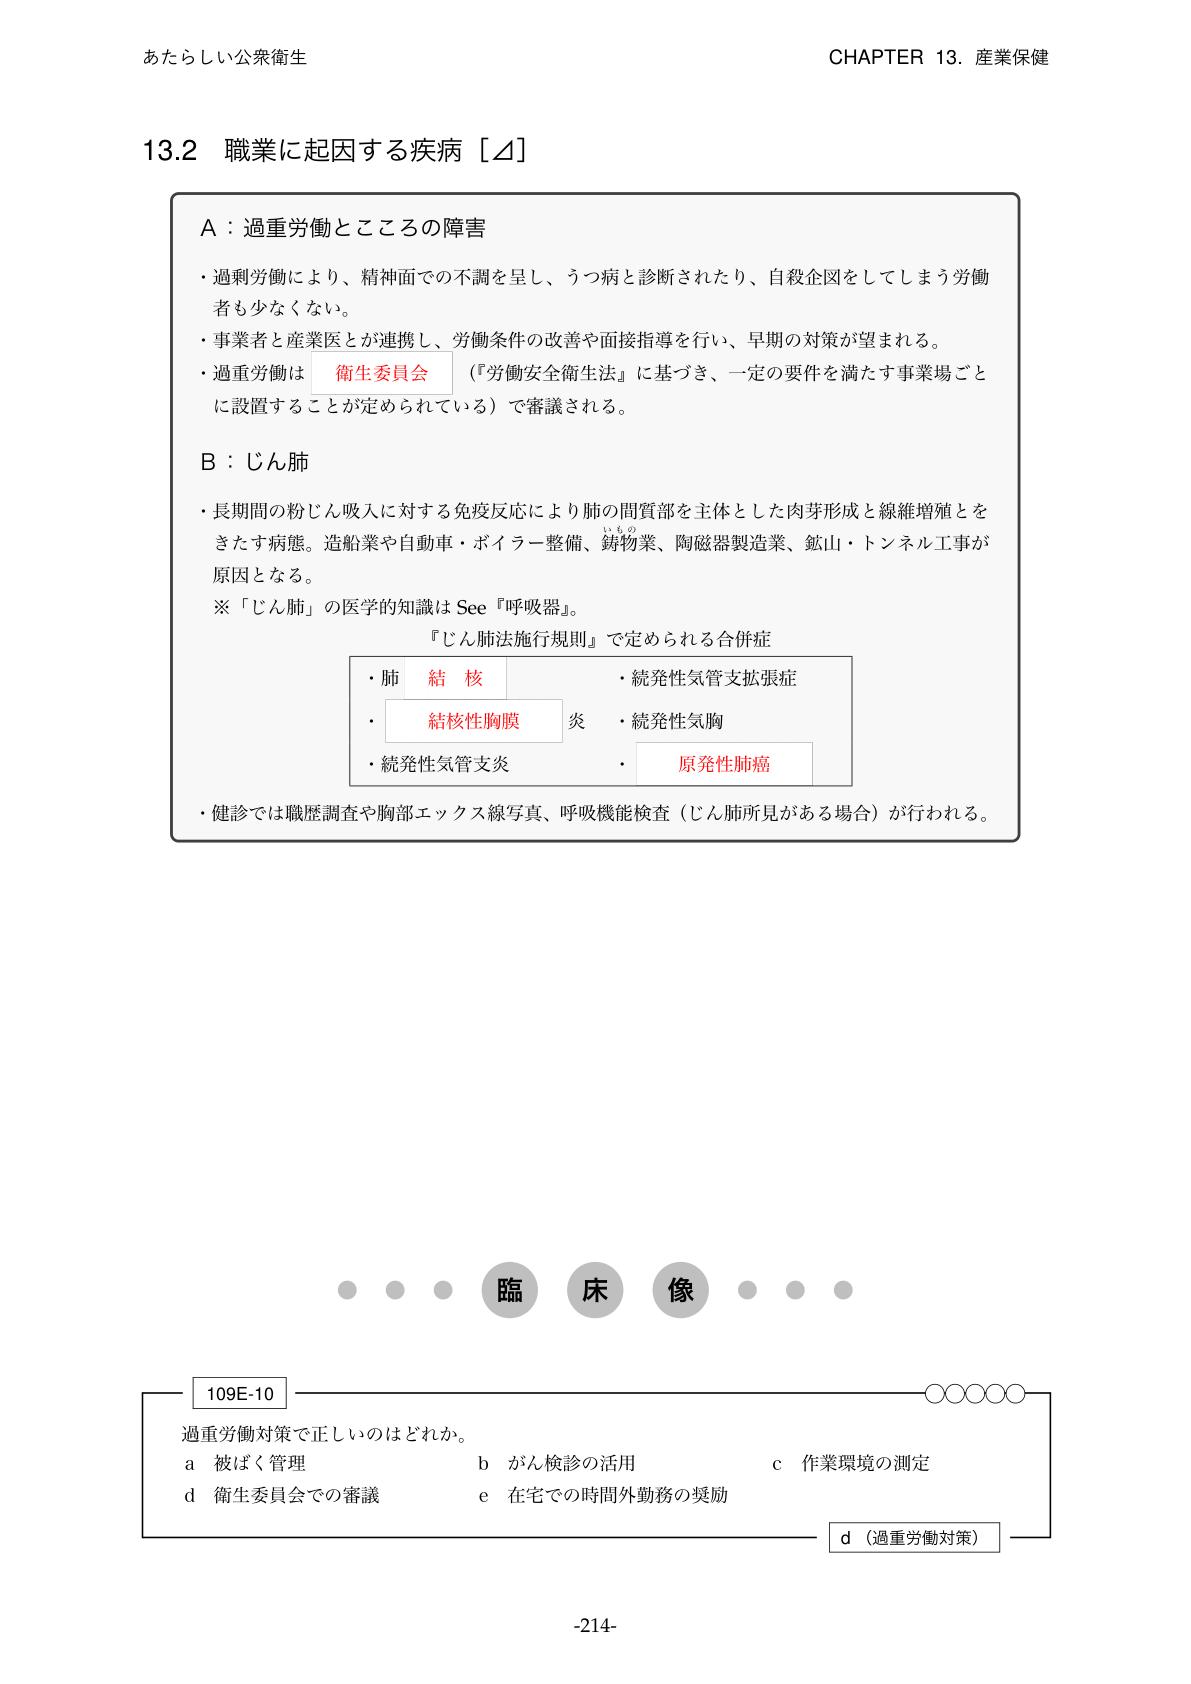 あたらしい公衆衛生
CHAPTER 13. 産業保健
13.2 職業に起因する疾病［⊿］
A：過重労働とこころの障害
・過剰労働により、精神面での不調を呈し、うつ病と診断されたり、自殺企図をしてしまう労働
者も少なくない。
・事業者と産業医とが連携し、労働条件の改善や面接指導を行い、早期の対策が望まれる。
・過重労働は 衛生委員会 （『労働安全衛生法』に基づき、一定の要件を満たす事業場ごと
に設置することが定められている）で審議される。
B：じん肺
・長期間の粉じん吸入に対する免疫反応により肺の間質部を主体とした肉芽形成と線維増殖とを
いもの
きたす病態。造船業や自動車・ボイラー整備、鋳物業、陶磁器製造業、鉱山・トンネル工事が
原因となる。
※「じん肺」の医学的知識は See『呼吸器』。
『じん肺法施行規則』で定められる合併症
・肺 結 核 ・続発性気管支拡張症
・ 結核性胸膜 炎 ・続発性気胸
・続発性気管支炎 ・ 原発性肺癌
・健診では職歴調査や胸部エックス線写真、呼吸機能検査（じん肺所見がある場合）が行われる。
臨 床 像
109E-10
過重労働対策で正しいのはどれか。
a 被ばく管理 b がん検診の活用 c 作業環境の測定
d 衛生委員会での審議 e 在宅での時間外勤務の奨励
d （過重労働対策）
-214-